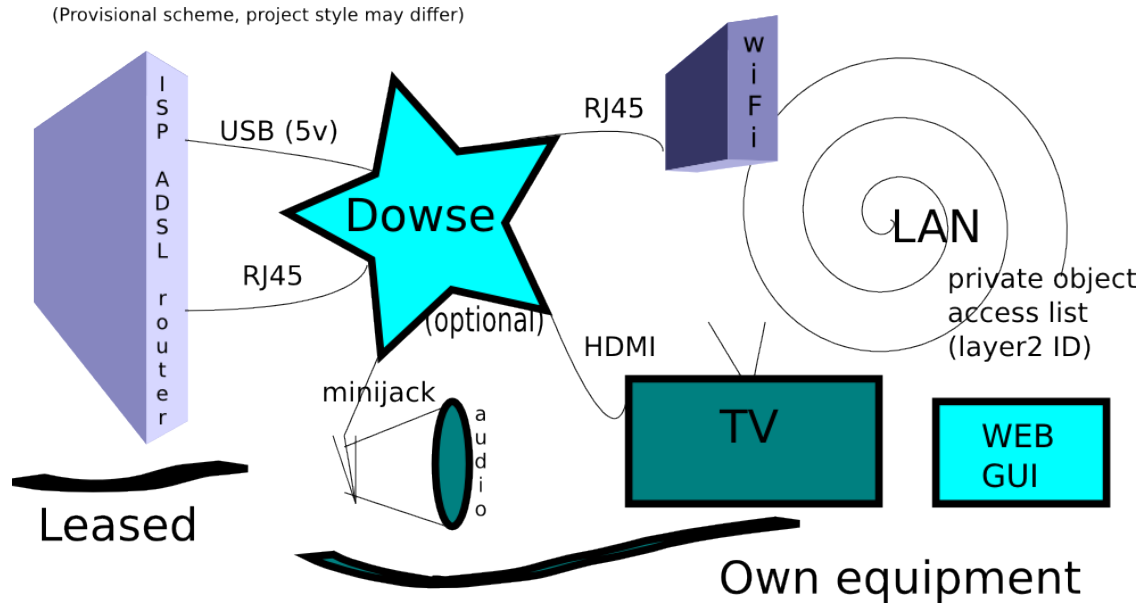 (Provisional scheme, project style may differ)
ISP ADSL router
USB (5v)
RJ45
Dowse
(optional)
RJ45
wiFi
LAN
private object
access list
(layer2 ID)
HDMI
minijack
audio
TV
WEB
GUI
Leased
Own equipment